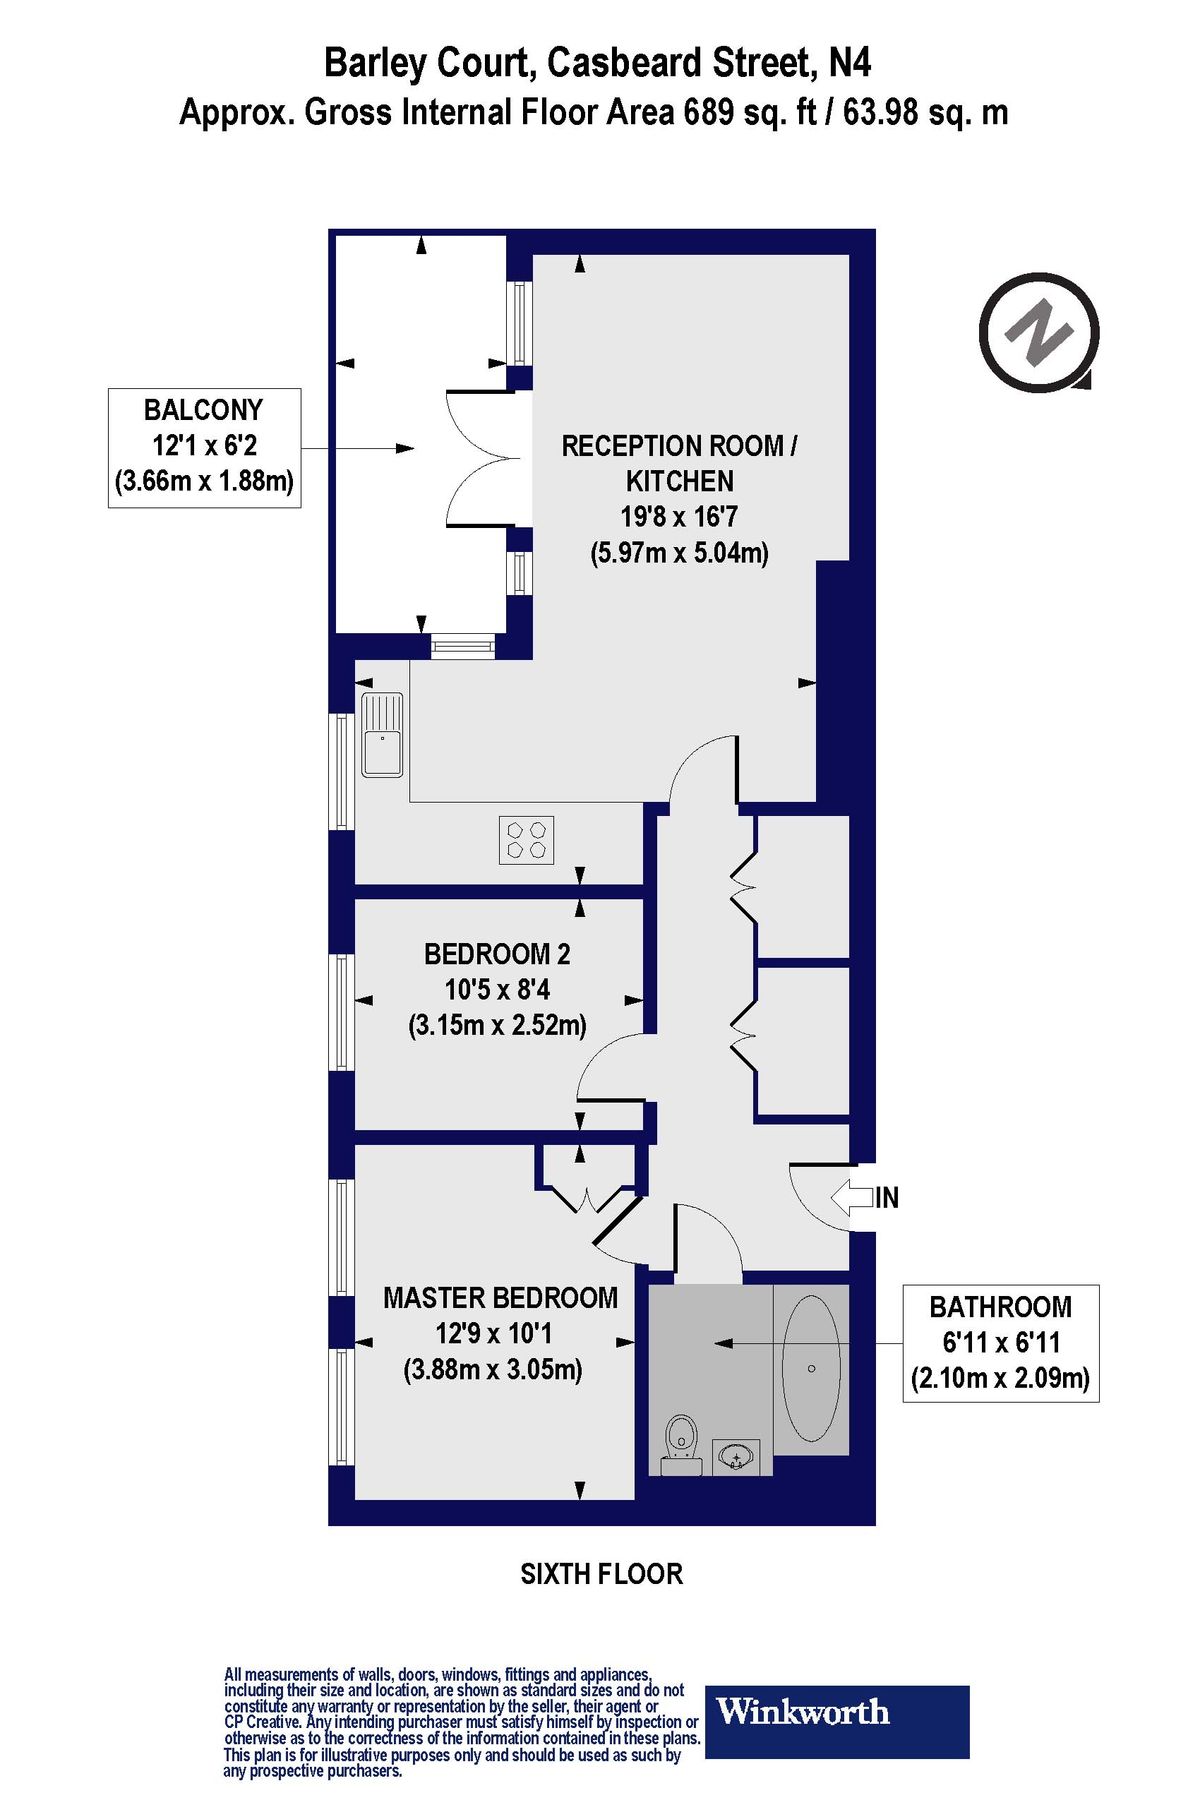 Barley Court, Casbeard Street, N4
Approx. Gross Internal Floor Area 689 sq. ft / 63.98 sq. m
N
BALCONY
12'1 x 6'2
(3.66m x 1.88m)
RECEPTION ROOM /
KITCHEN
19'8 x 16'7
(5.97m x 5.04m)
BEDROOM 2
10'5 x 8'4
(3.15m x 2.52m)
IN
MASTER BEDROOM
12'9 x 10'1
(3.88m x 3.05m)
BATHROOM
6'11 x 6'11
(2.10m x 2.09m)
SIXTH FLOOR
All measurements of walls, doors, windows, fittings and appliances,
including their size and location, are shown as standard sizes and do not
constitute any warranty or representation by the seller, their agent or
CP Creative. Any intending purchaser must satisfy himself by inspection or
otherwise as to the correctness of the information contained in these plans.
This plan is for illustrative purposes only and should be used as such by
any prospective purchasers.
Winkworth